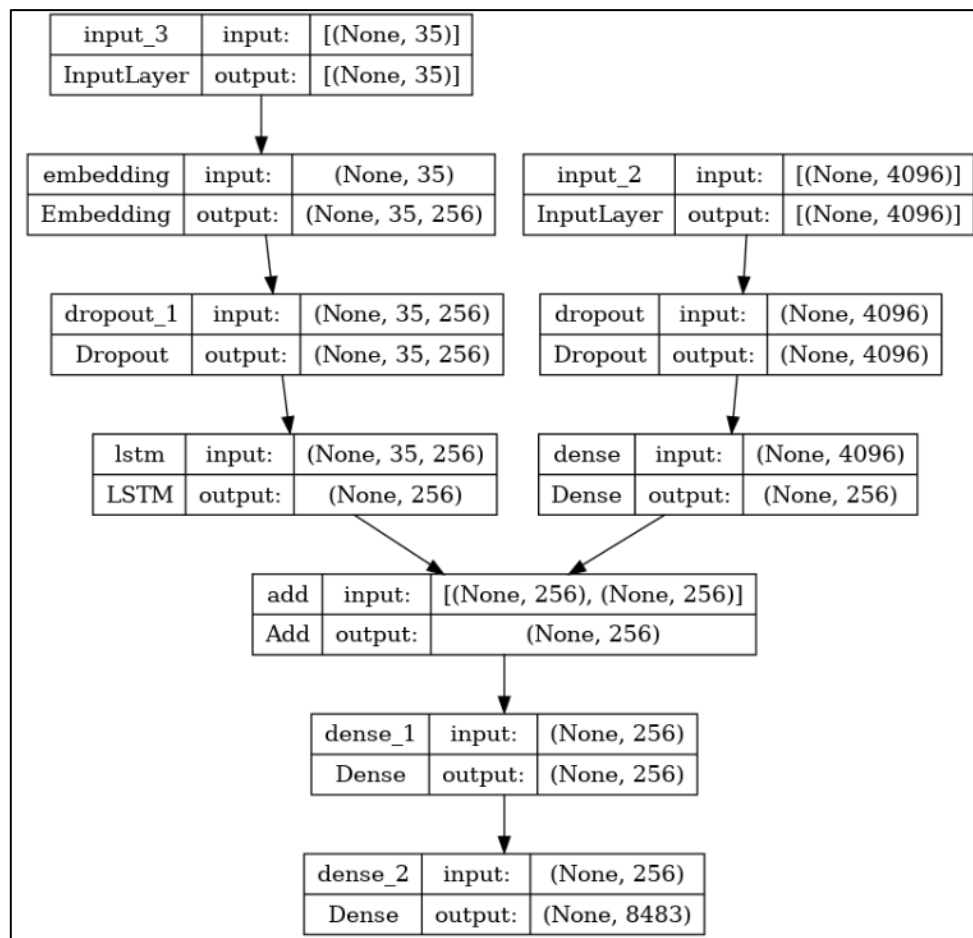 input_3 input: [(None, 35)]
InputLayer output: [(None, 35)]
embedding input: (None, 35)
Embedding output: (None, 35, 256)
input_2 input: [(None, 4096)]
InputLayer output: [(None, 4096)]
dropout_1 input: (None, 35, 256)
Dropout output: (None, 35, 256)
dropout input: (None, 4096)
Dropout output: (None, 4096)
lstm input: (None, 35, 256)
LSTM output: (None, 256)
dense input: (None, 4096)
Dense output: (None, 256)
add input: [(None, 256), (None, 256)]
Add output: (None, 256)
dense_1 input: (None, 256)
Dense output: (None, 256)
dense_2 input: (None, 256)
Dense output: (None, 8483)